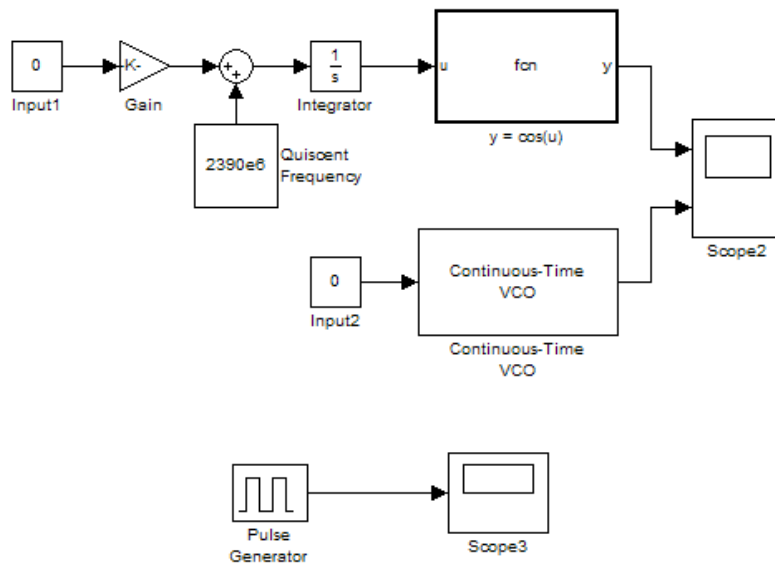 0
Input1
K-
Gain
+
+
2390e6
Quiscent
Frequency
1
s
Integrator
u
fcn
y
y = cos(u)
Scope2
0
Input2
Continuous-Time
VCO
Continuous-Time
VCO
Pulse
Generator
Scope3